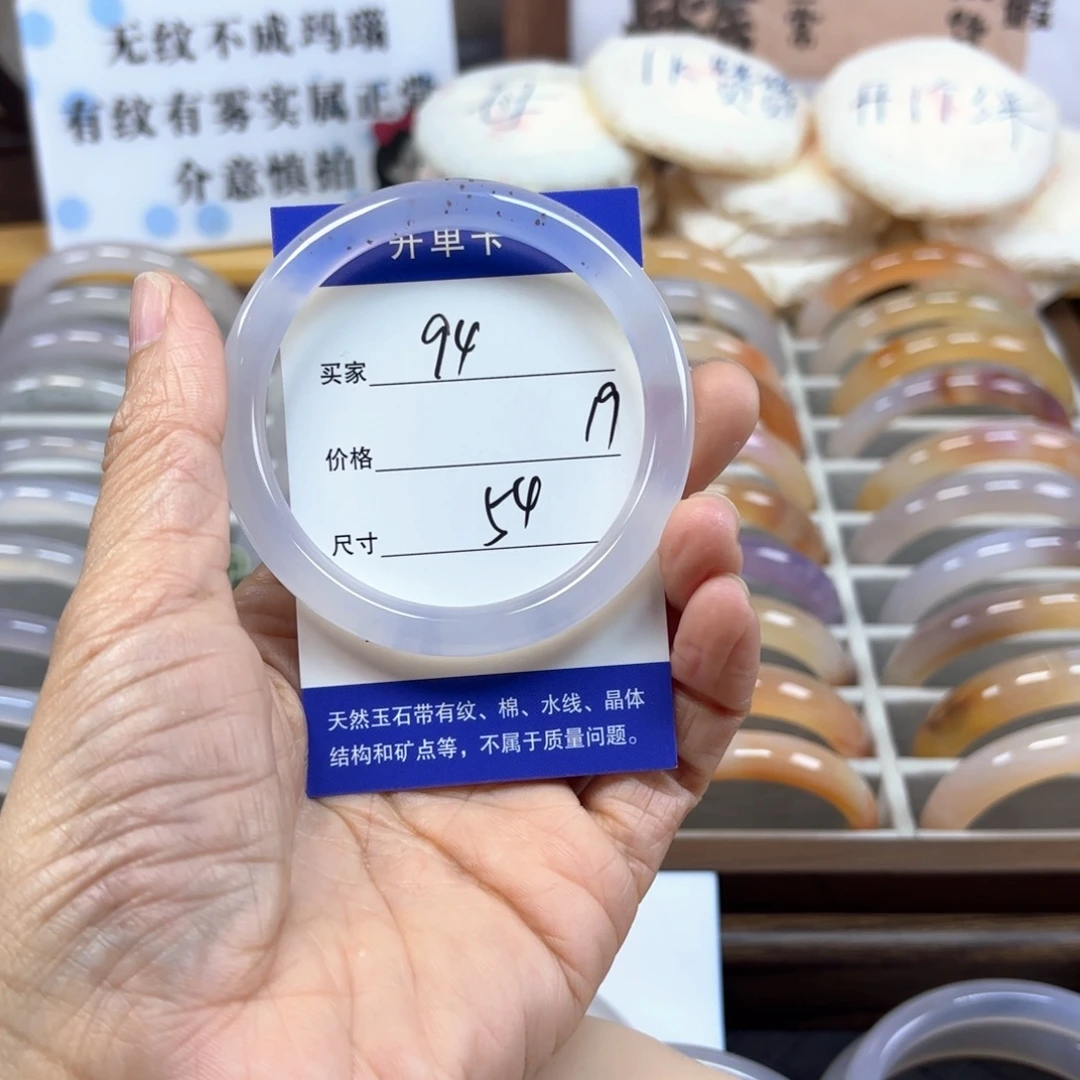 无纹不成玛瑙
有纹有雾实属正常
介意慎拍
开单卡
买家 94
价格 19
尺寸 54
天然玉石带有纹、棉、水线、晶体
结构和矿点等，不属于质量问题。